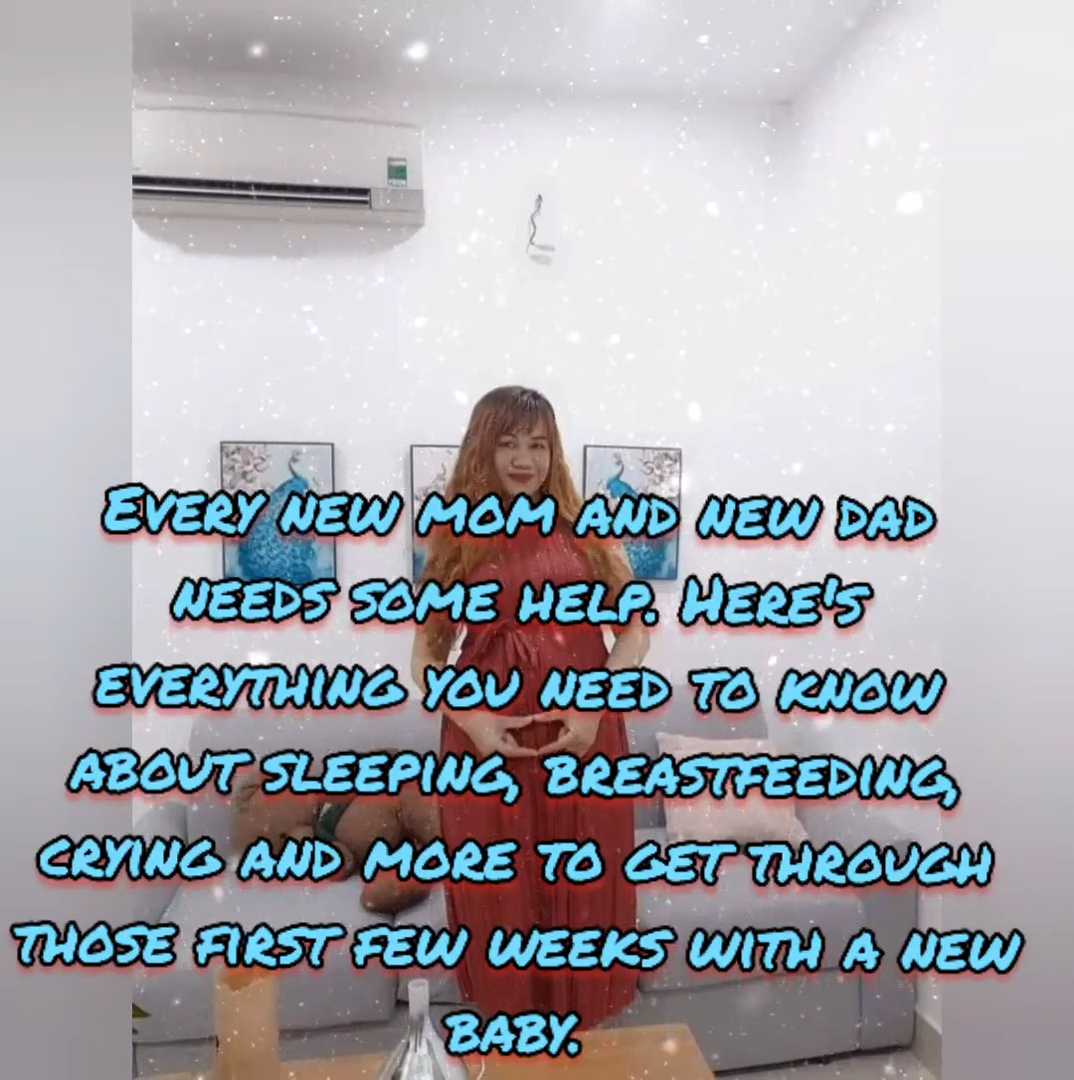 Every new mom and new dad
needs some help. Here's
everything you need to know
about sleeping, breastfeeding,
crying and more to get through
those first few weeks with a new
baby.